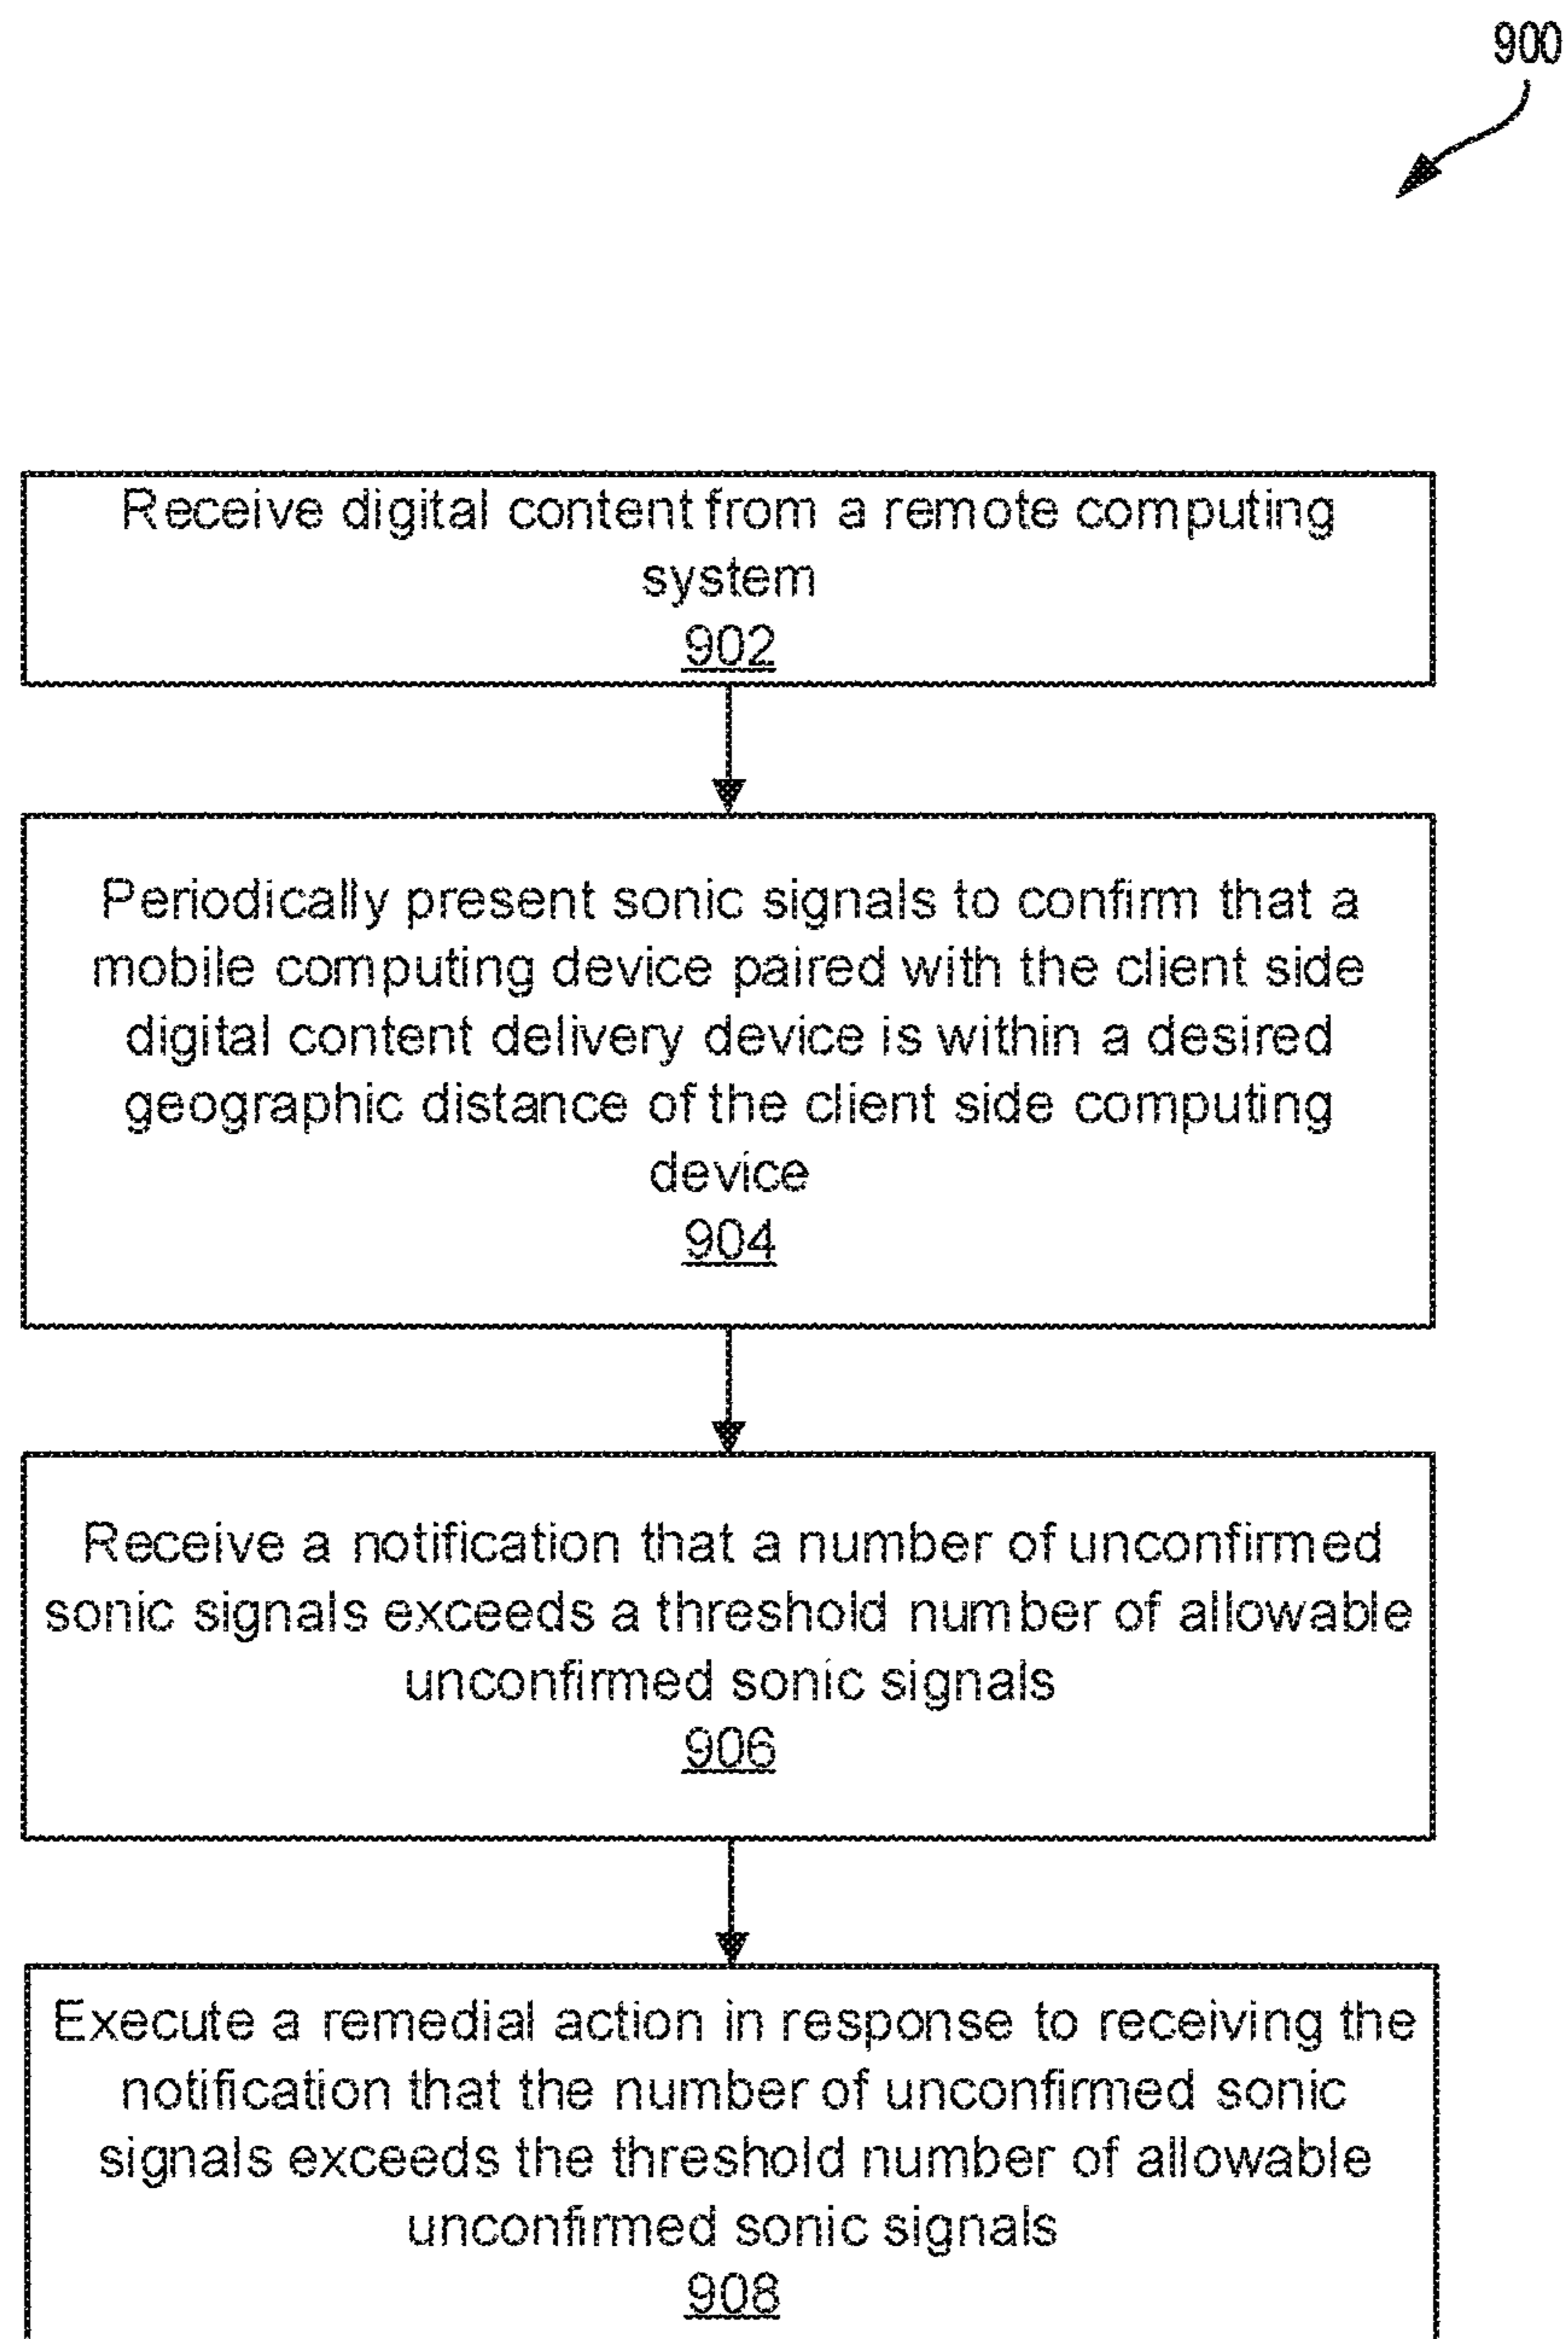 900
Receive digital content from a remote computing
system
902
Periodically present sonic signals to confirm that a
mobile computing device paired with the client side
digital content delivery device is within a desired
geographic distance of the client side computing
device
904
Receive a notification that a number of unconfirmed
sonic signals exceeds a threshold number of allowable
unconfirmed sonic signals
906
Execute a remedial action in response to receiving the
notification that the number of unconfirmed sonic
signals exceeds the threshold number of allowable
unconfirmed sonic signals
908